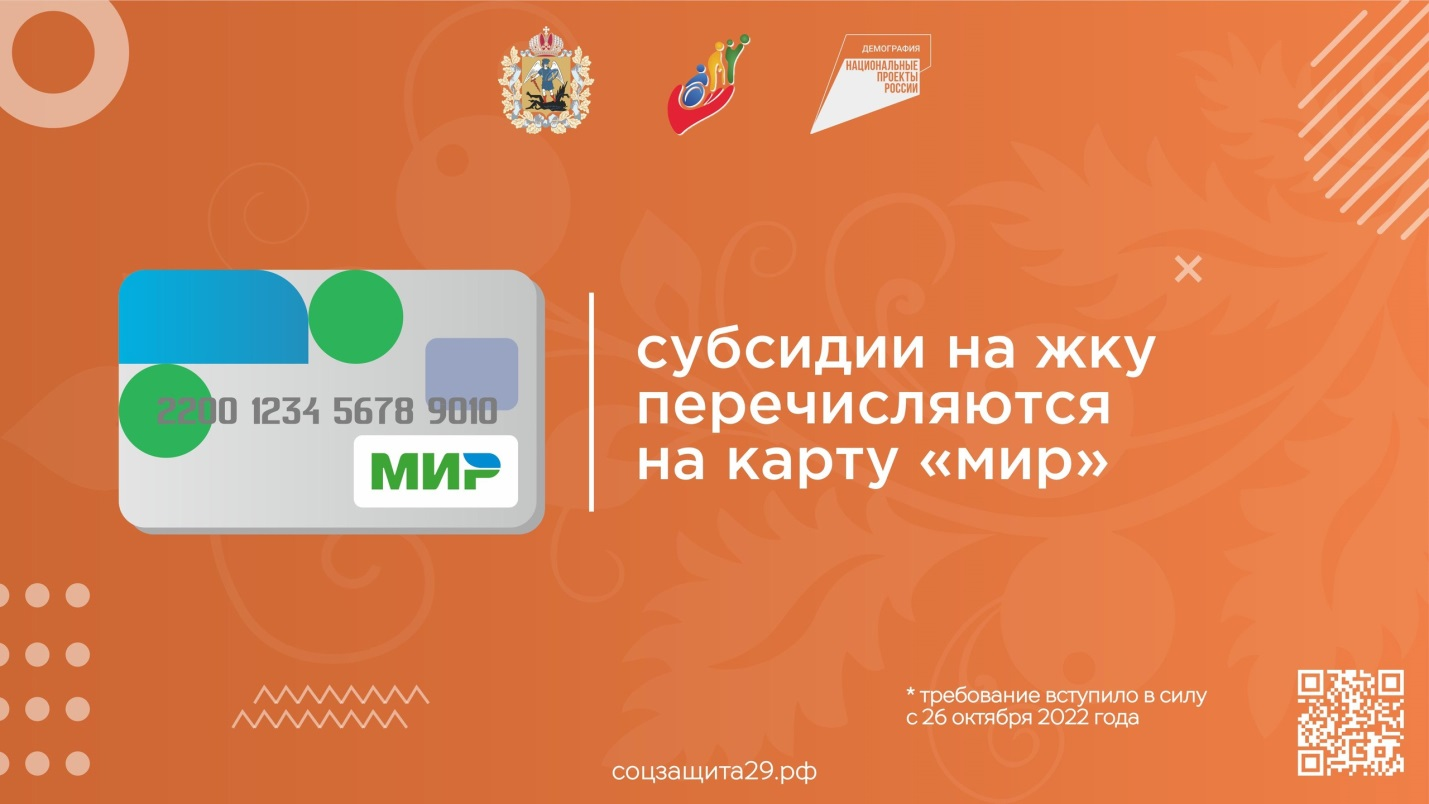 ДЕМОГРАФИЯ
НАЦИОНАЛЬНЫЕ
ПРОЕКТЫ
РОССИИ
2200 1234 5678 9010
МИР
субсидии на жку
перечисляются
на карту «мир»
* требование вступило в силу
с 26 октября 2022 года
соцзащита29.рф